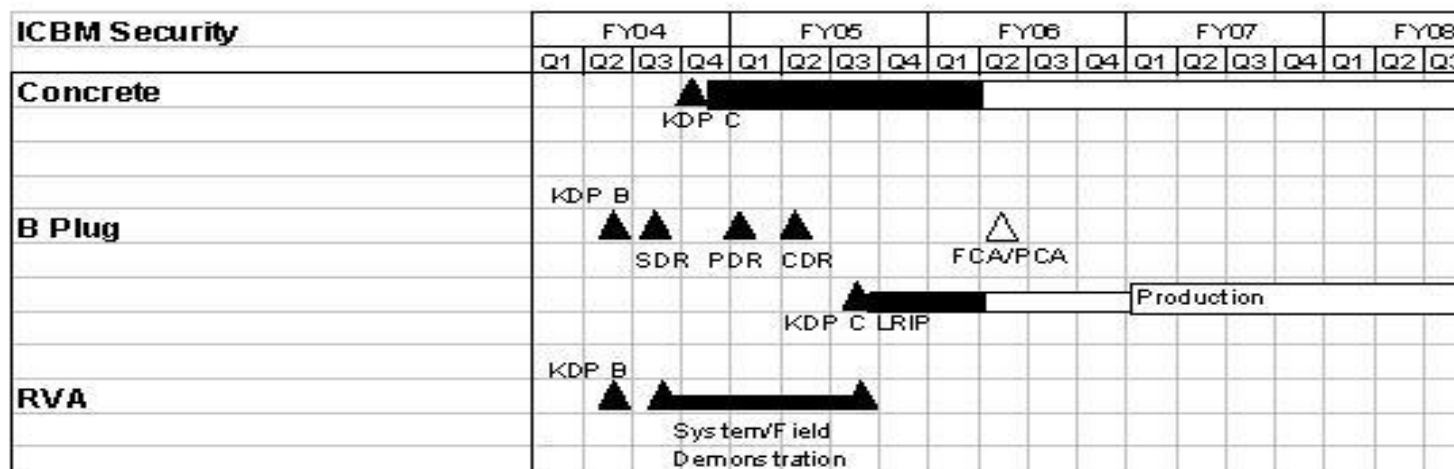 ICBM Security FY04 FY05 FY06 FY07 FY08
Q1 Q2 Q3 Q4 Q1 Q2 Q3 Q4 Q1 Q2 Q3 Q4 Q1 Q2 Q3 Q4 Q1 Q2 Q3
Concrete
KDP C
KDP B
B Plug
SDR PDR CDR FCA/PCA
Production
KDP C LRIP
KDP B
RVA
System/Field
Demonstration